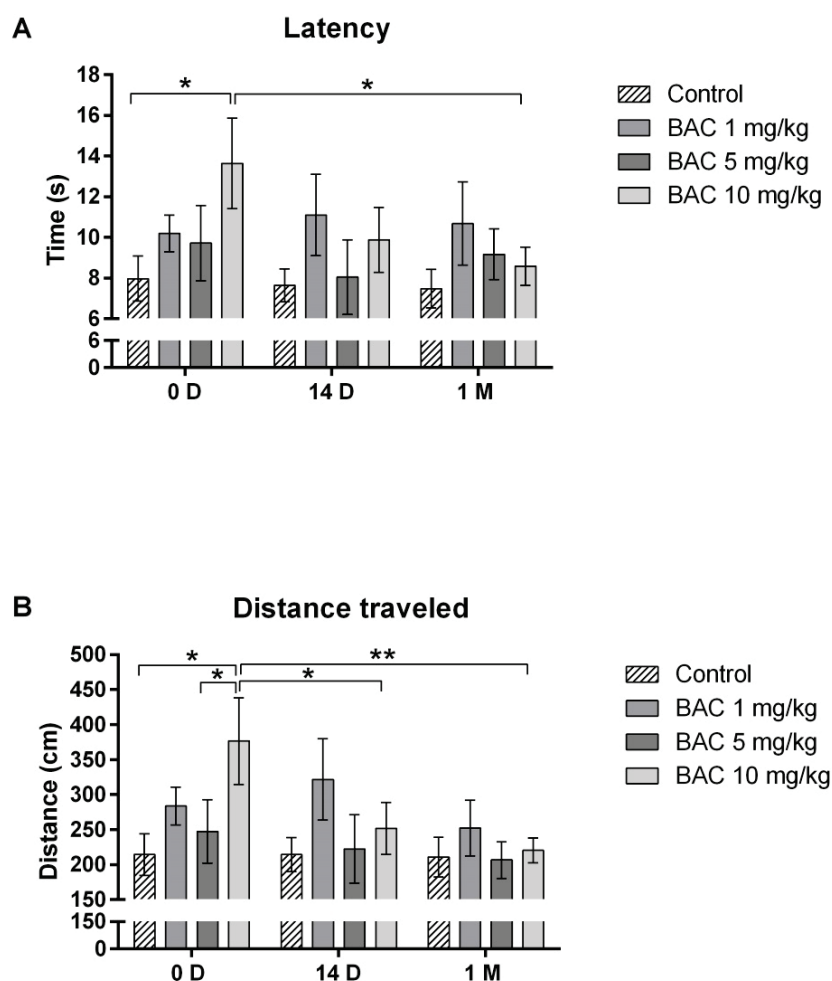 A
Latency
18
16
14
12
10
8
6
6
0
Time (s)
* *
0 D 14 D 1 M
Control
BAC 1 mg/kg
BAC 5 mg/kg
BAC 10 mg/kg
B
Distance traveled
500
450
400
350
300
250
200
150
150
0
Distance (cm)
* **
* *
0 D 14 D 1 M
Control
BAC 1 mg/kg
BAC 5 mg/kg
BAC 10 mg/kg